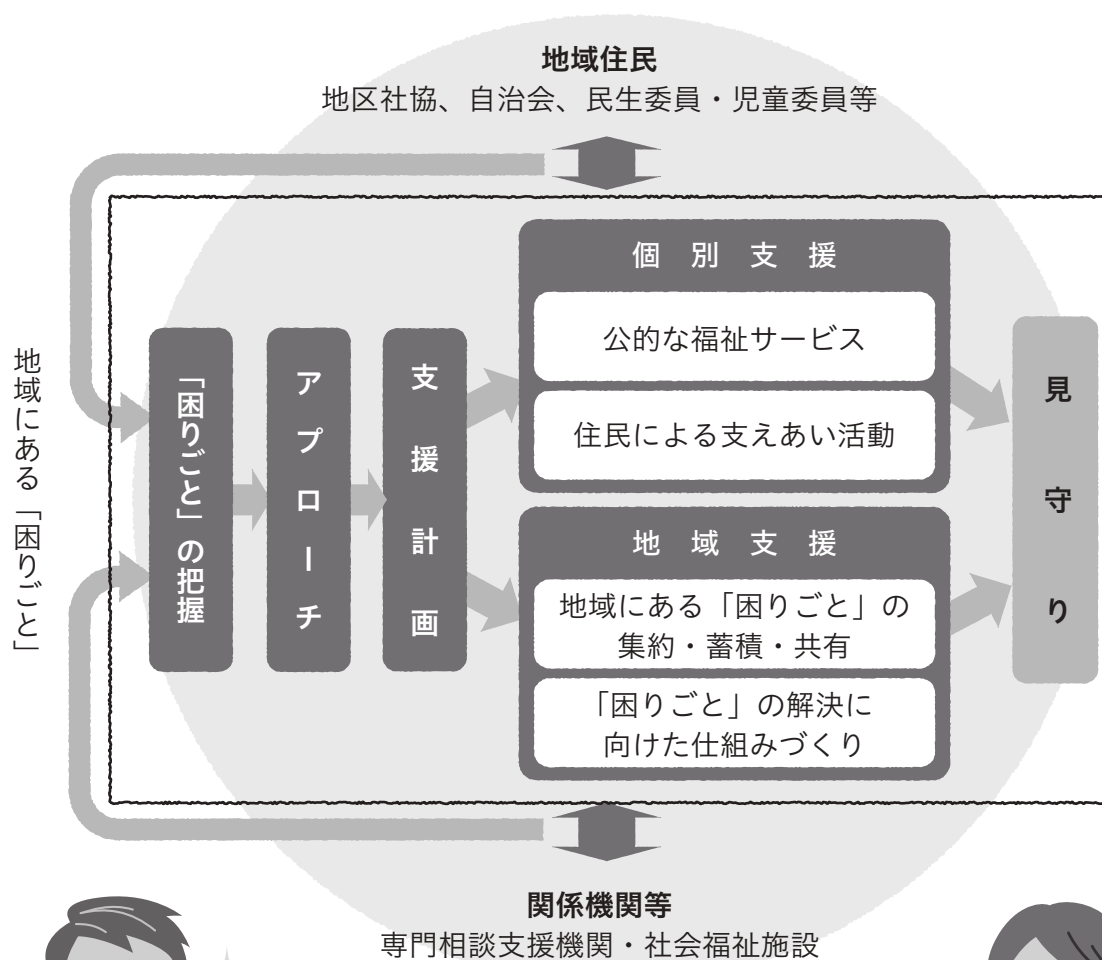 地域住民
地区社協、自治会、民生委員・児童委員等
地域にある「困りごと」
「困りごと」の把握
アプローチ
支援計画
個別支援
公的な福祉サービス
住民による支えあい活動
地域支援
地域にある「困りごと」の
集約・蓄積・共有
「困りごと」の解決に
向けた仕組みづくり
見守り
関係機関等
専門相談支援機関・社会福祉施設